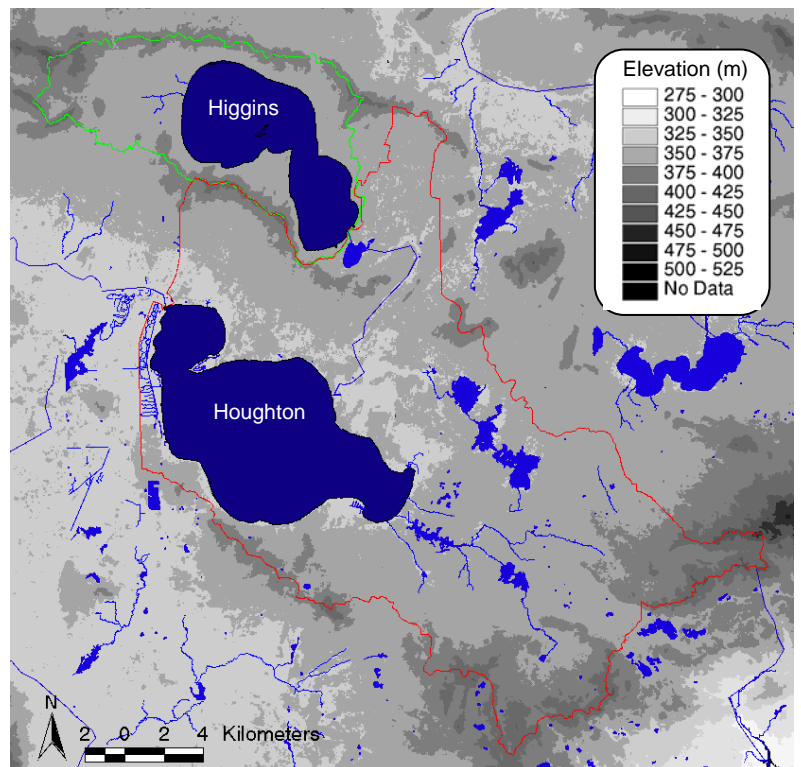 Higgins
Houghton
Elevation (m)
275 - 300
300 - 325
325 - 350
350 - 375
375 - 400
400 - 425
425 - 450
450 - 475
475 - 500
500 - 525
No Data
N
2 0 2 4 Kilometers